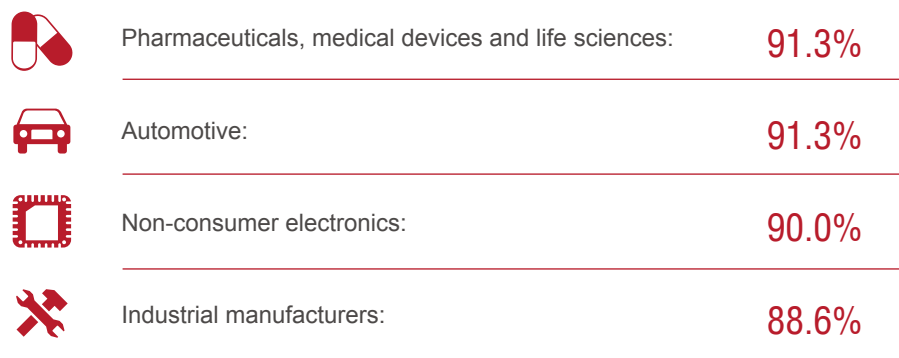 Pharmaceuticals, medical devices and life sciences: 91.3%
Automotive: 91.3%
Non-consumer electronics: 90.0%
Industrial manufacturers: 88.6%